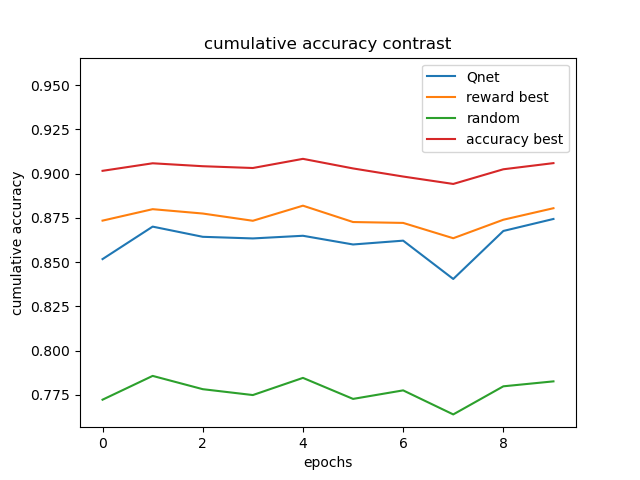 cumulative accuracy contrast
Qnet
reward best
random
accuracy best
cumulative accuracy
0.950
0.925
0.900
0.875
0.850
0.825
0.800
0.775
0 2 4 6 8
epochs